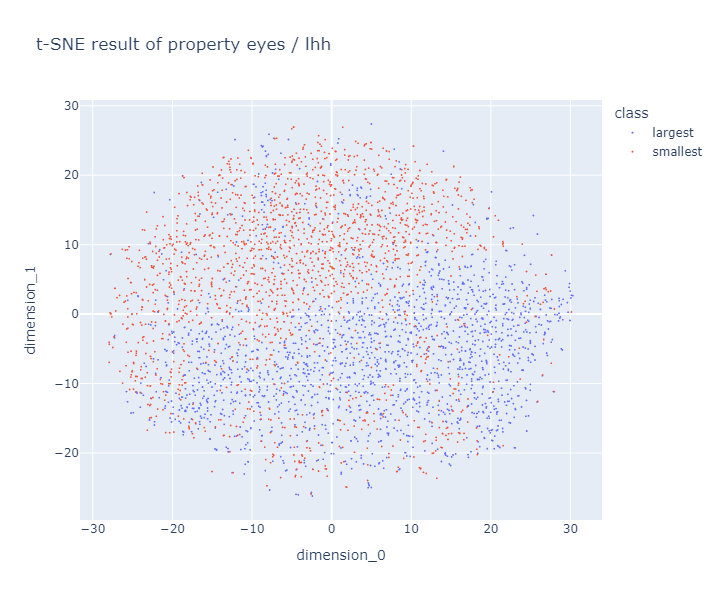 t-SNE result of property eyes / lhh
class
largest
smallest
30
20
10
0
−10
−20
dimension_1
−30
−20
−10
0
10
20
30
dimension_0